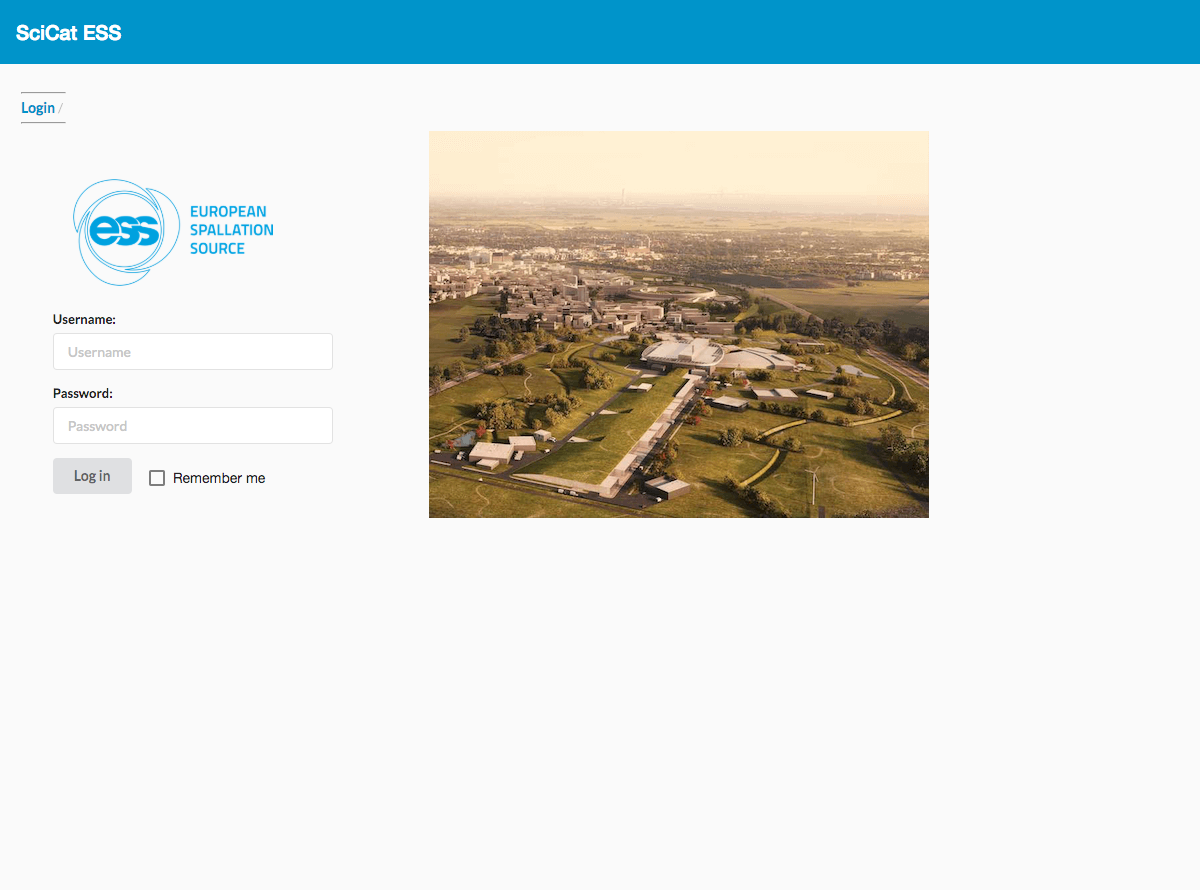 SciCat ESS
Login /
ess
EUROPEAN
SPALLATION
SOURCE
Username:
Username
Password:
Password
Log in
Remember me